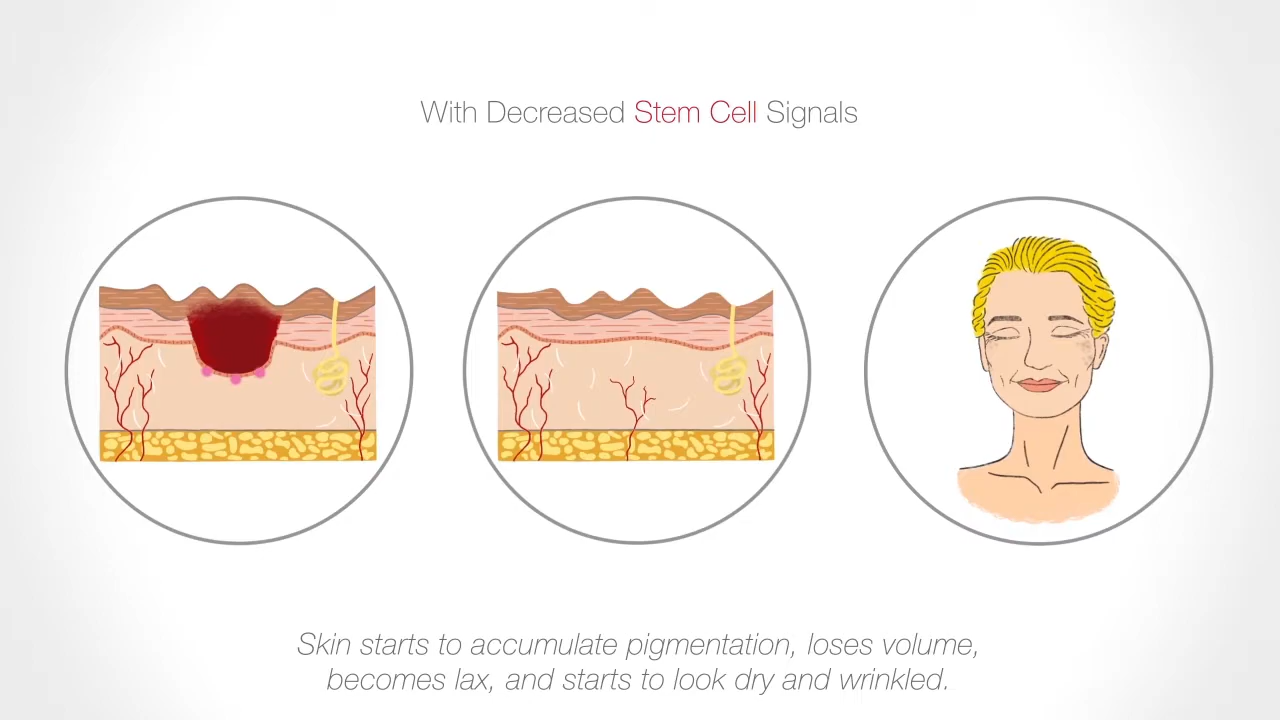 With Decreased Stem Cell Signals
Skin starts to accumulate pigmentation, loses volume,
becomes lax, and starts to look dry and wrinkled.